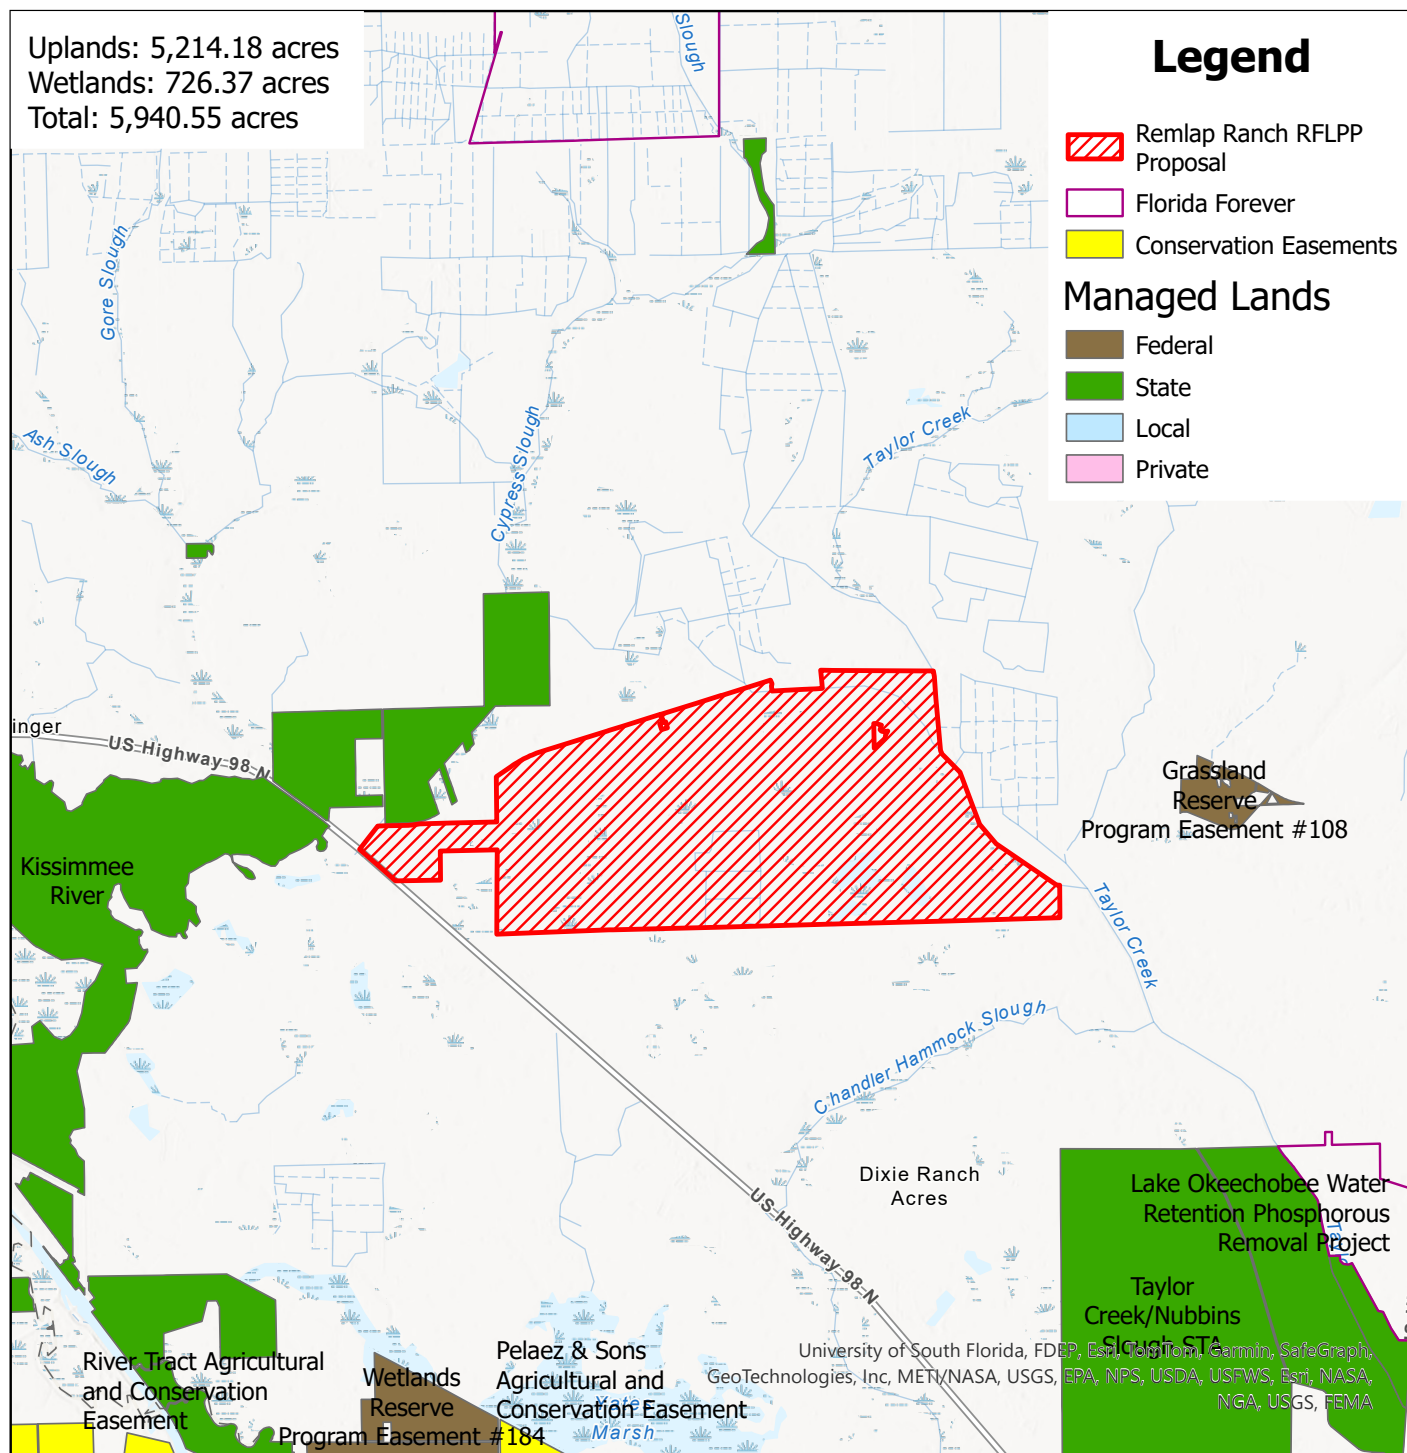 Uplands: 5,214.18 acres
Wetlands: 726.37 acres
Total: 5,940.55 acres
Legend
Remlap Ranch RFLPP
Proposal
Florida Forever
Conservation Easements
Managed Lands
Federal
State
Local
Private
Slough
Gore Slough
Ash Slough
Cypress Slough
Taylor Creek
inger
US Highway 98 N
Kissimmee
River
Grassland
Reserve
Program Easement #108
Taylor Creek
Chandler Hammock Slough
Dixie Ranch
Acres
US Highway 98 N
Lake Okeechobee Water
Retention Phosphorous
Removal Project
Taylor
Creek/Nubbins
Slough STA
River Tract Agricultural
and Conservation
Easement
Wetlands
Reserve
Program Easement #184
Pelaez & Sons
Agricultural and
Conservation Easement
Marsh
University of South Florida, FDEP, Esri, TomTom, Garmin, SafeGraph,
GeoTechnologies, Inc, METI/NASA, USGS, EPA, NPS, USDA, USFWS, Esri, NASA,
NGA, USGS, FEMA